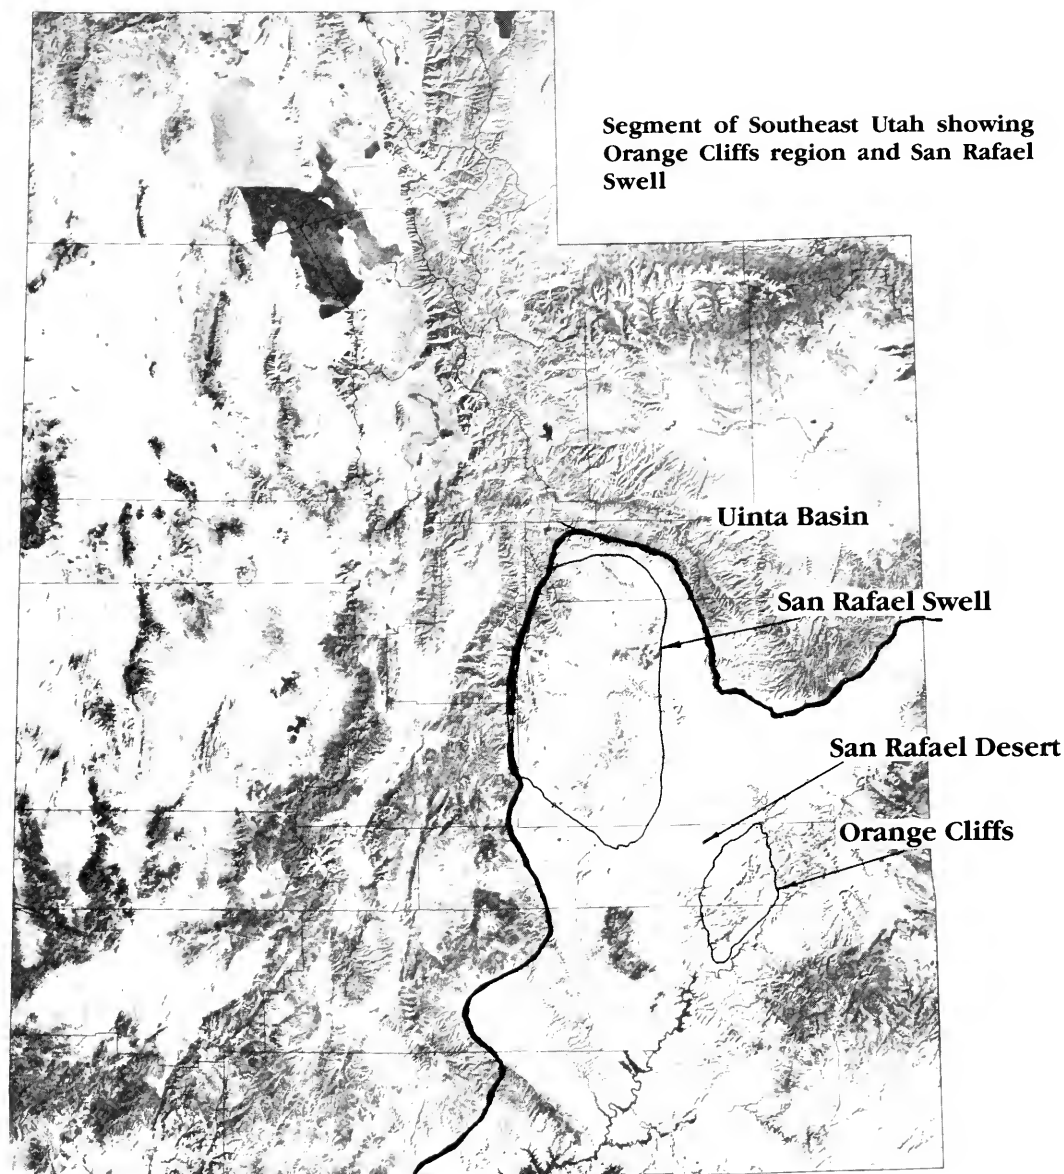 Segment of Southeast Utah showing
Orange Cliffs region and San Rafael
Swell
Uinta Basin
San Rafael Swell
San Rafael Desert
Orange Cliffs